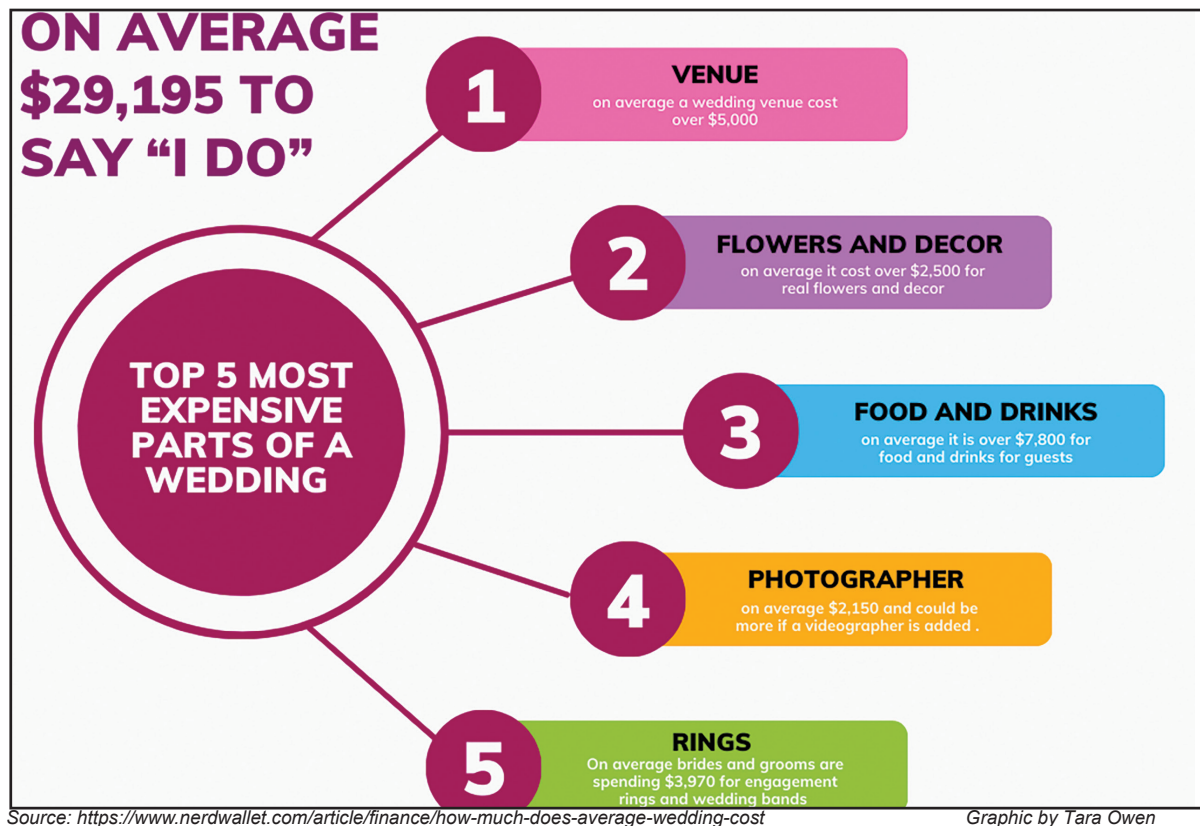 ON AVERAGE
$29,195 TO
SAY “I DO”
TOP 5 MOST
EXPENSIVE
PARTS OF A
WEDDING
1
VENUE
on average a wedding venue cost
over $5,000
2
FLOWERS AND DECOR
on average it cost over $2,500 for
real flowers and decor
3
FOOD AND DRINKS
on average it is over $7,800 for
food and drinks for guests
4
PHOTOGRAPHER
on average $2,150 and could be
more if a videographer is added .
5
RINGS
On average brides and grooms are
spending $3,970 for engagement
rings and wedding bands
Source: https://www.nerdwallet.com/article/finance/how-much-does-average-wedding-cost
Graphic by Tara Owen